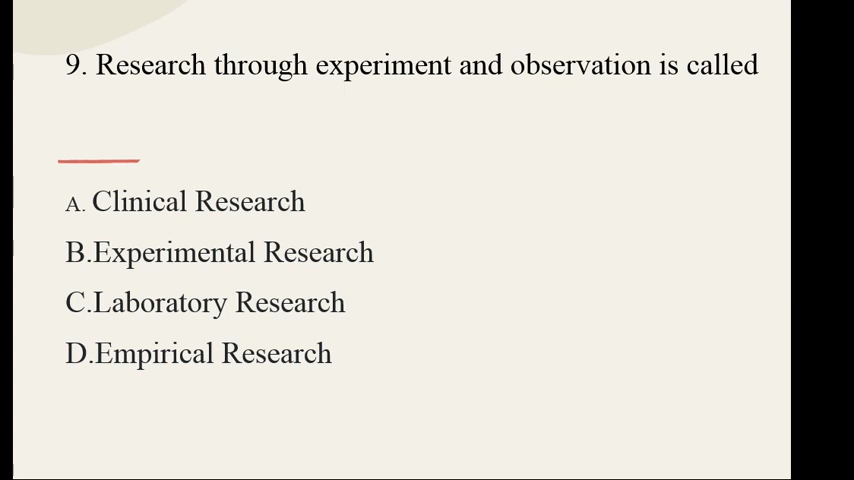 9. Research through experiment and observation is called
A. Clinical Research
B.Experimental Research
C.Laboratory Research
D.Empirical Research